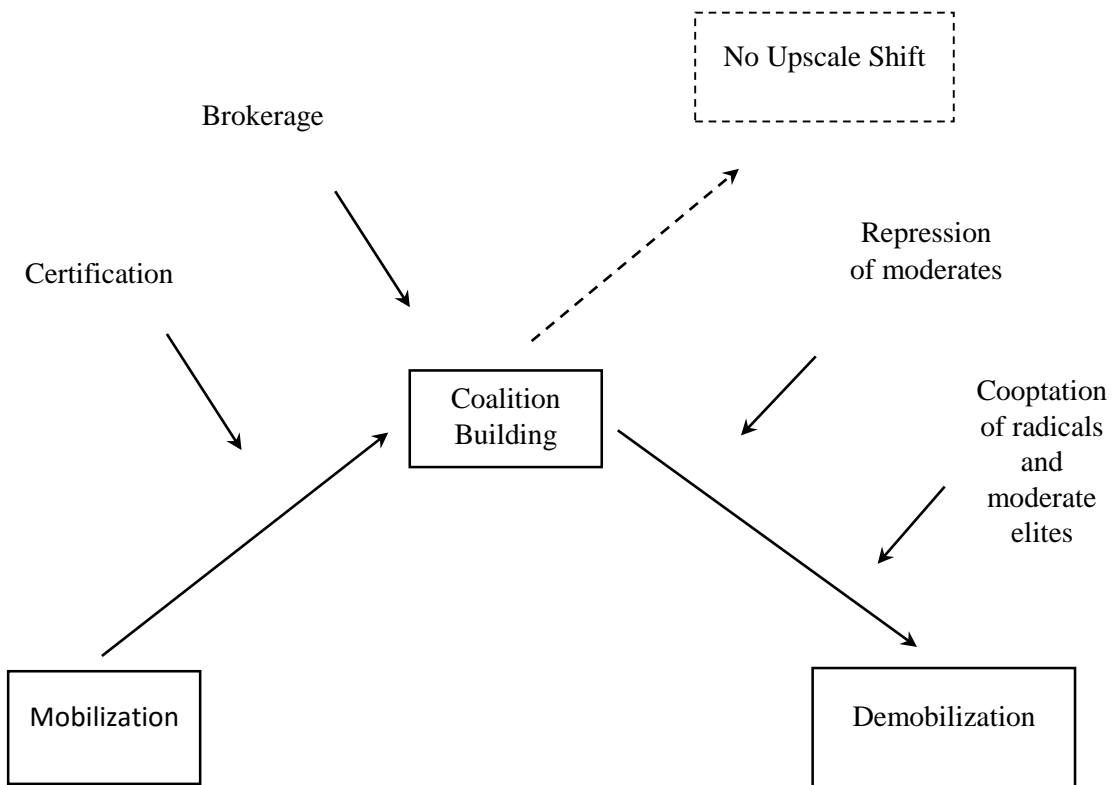 No Upscale Shift
Brokerage
Repression
of moderates
Certification
Coalition
Building
Cooptation
of radicals
and
moderate
elites
Mobilization
Demobilization